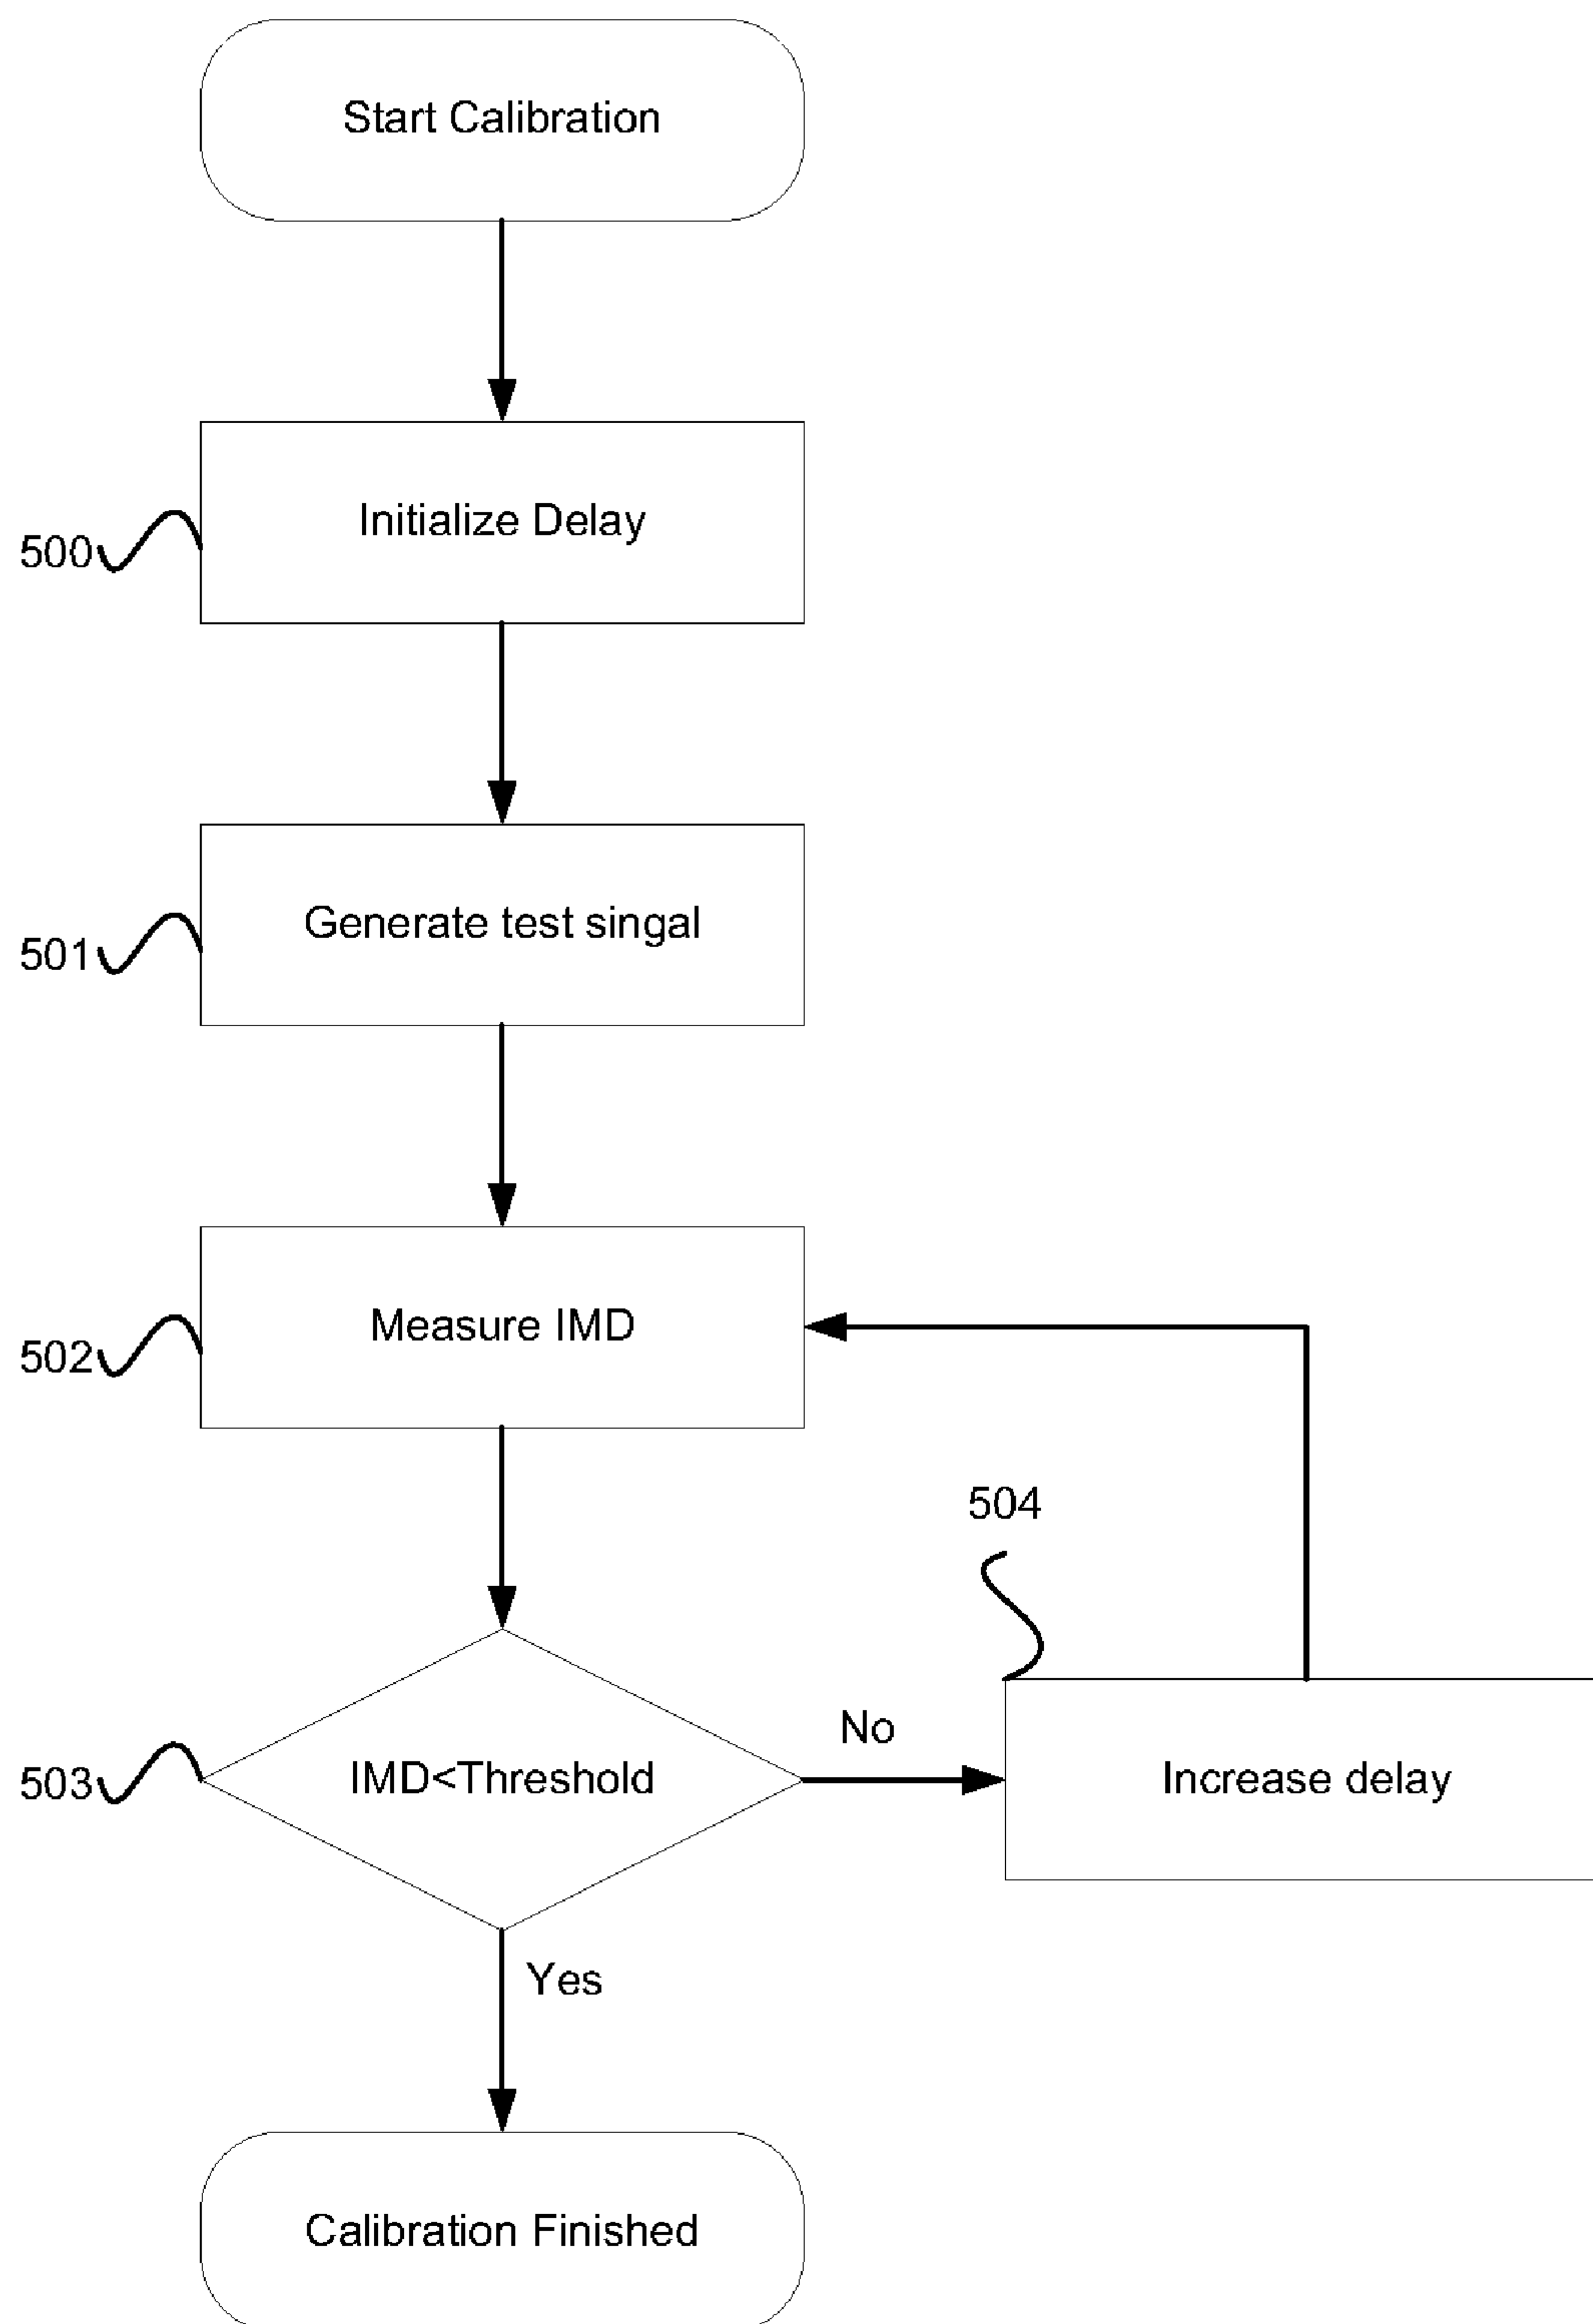 Start Calibration
Initialize Delay
500
Generate test singal
501
Measure IMD
502
504
No
IMD<Threshold
503
Increase delay
Yes
Calibration Finished